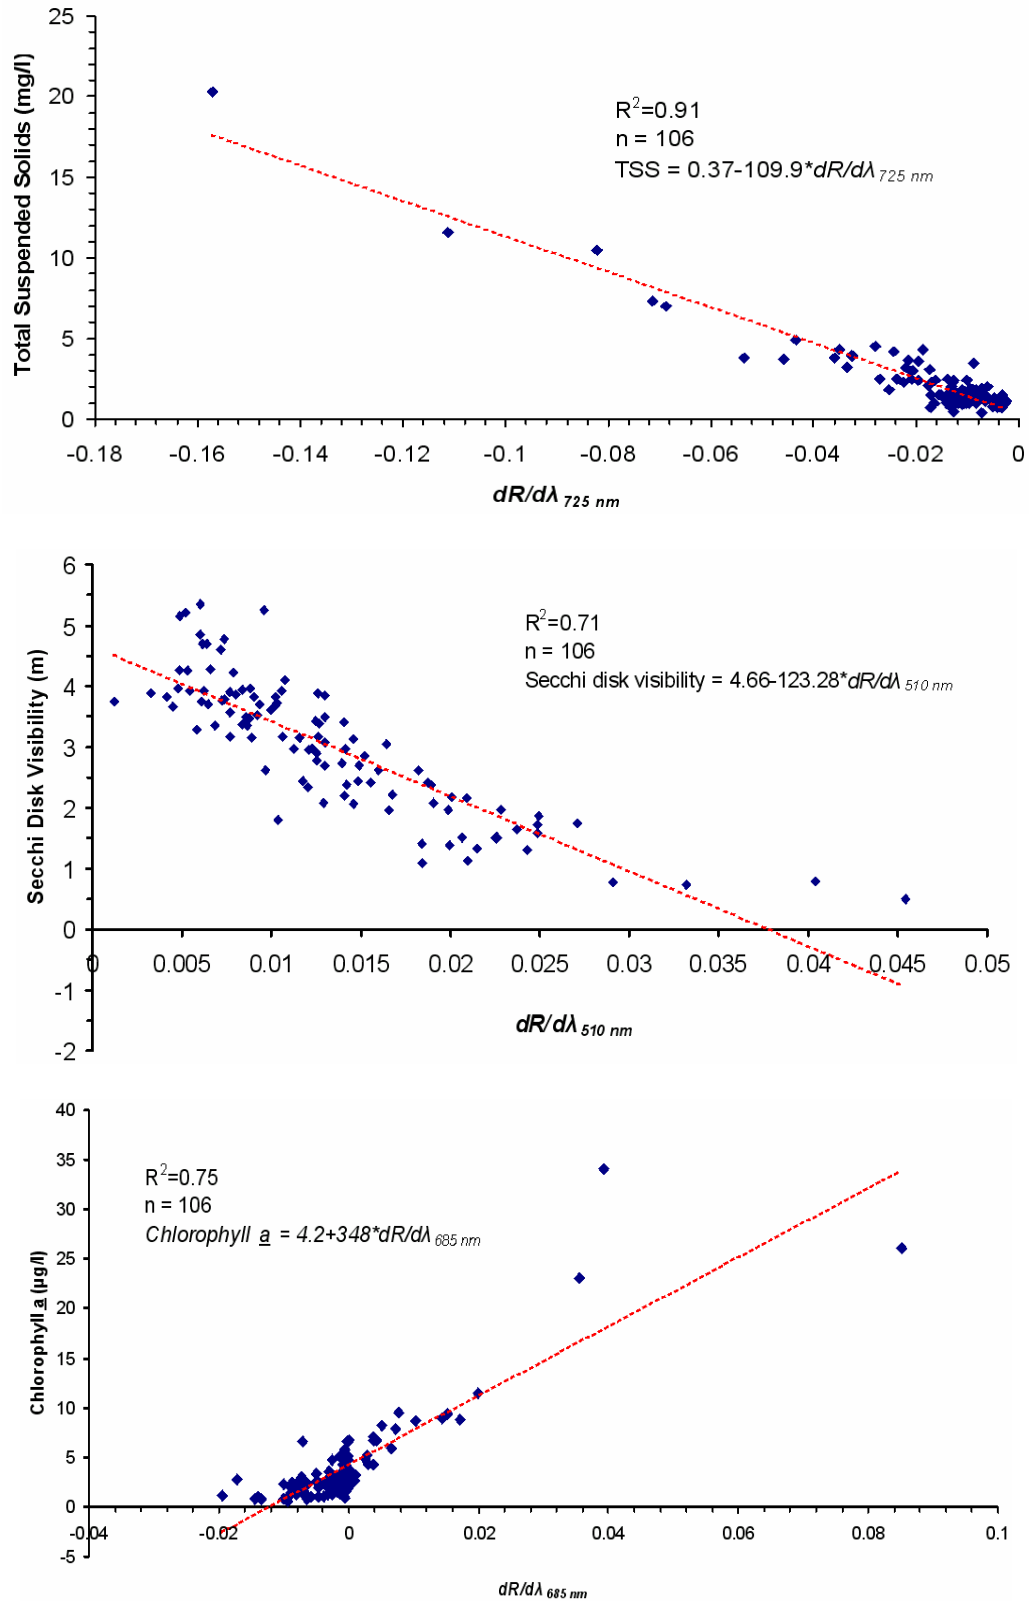 25
20
15
10
5
0
Total Suspended Solids (mg/l)
R²=0.91
n = 106
TSS = 0.37-109.9*dR/dλ 725 nm
-0.18 -0.16 -0.14 -0.12 -0.1 -0.08 -0.06 -0.04 -0.02 0
dR/dλ 725 nm
6
5
4
3
2
1
0
-1
-2
Secchi Disk Visibility (m)
R²=0.71
n = 106
Secchi disk visibility = 4.66-123.28*dR/dλ 510 nm
0 0.005 0.01 0.015 0.02 0.025 0.03 0.035 0.04 0.045 0.05
dR/dλ 510 nm
40
35
30
25
20
15
10
5
0
-5
Chlorophyll a (µg/l)
R²=0.75
n = 106
Chlorophyll a = 4.2+348*dR/dλ 685 nm
-0.04 -0.02 0 0.02 0.04 0.06 0.08 0.1
dR/dλ 685 nm